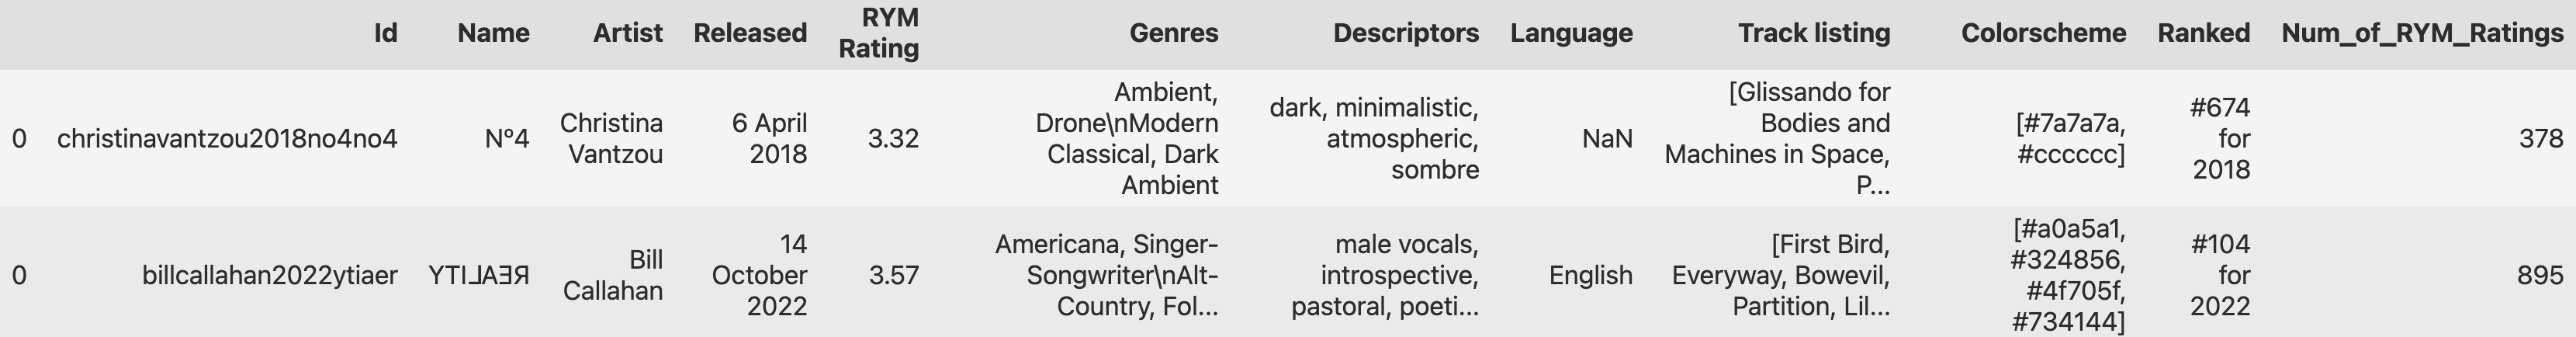 Id
Name
Artist
Released
RYM
Rating
Genres
Descriptors
Language
Track listing
Colorscheme
Ranked
Num_of_RYM_Ratings
0
christinavantzou2018no4no4
Nº4
Christina
Vantzou
6 April
2018
3.32
Ambient,
Drone\nModern
Classical, Dark
Ambient
dark, minimalistic,
atmospheric,
sombre
NaN
[Glissando for
Bodies and
Machines in Space,
P...
[#7a7a7a,
#cccccc]
#674
for
2018
378
0
billcallahan2022ytiaer
YTI⅃AƎЯ
Bill
Callahan
14
October
2022
3.57
Americana, Singer-
Songwriter\nAlt-
Country, Fol...
male vocals,
introspective,
pastoral, poeti...
English
[First Bird,
Everyway, Bowevil,
Partition, Lil...
[#a0a5a1,
#324856,
#4f705f,
#734144]
#104
for
2022
895